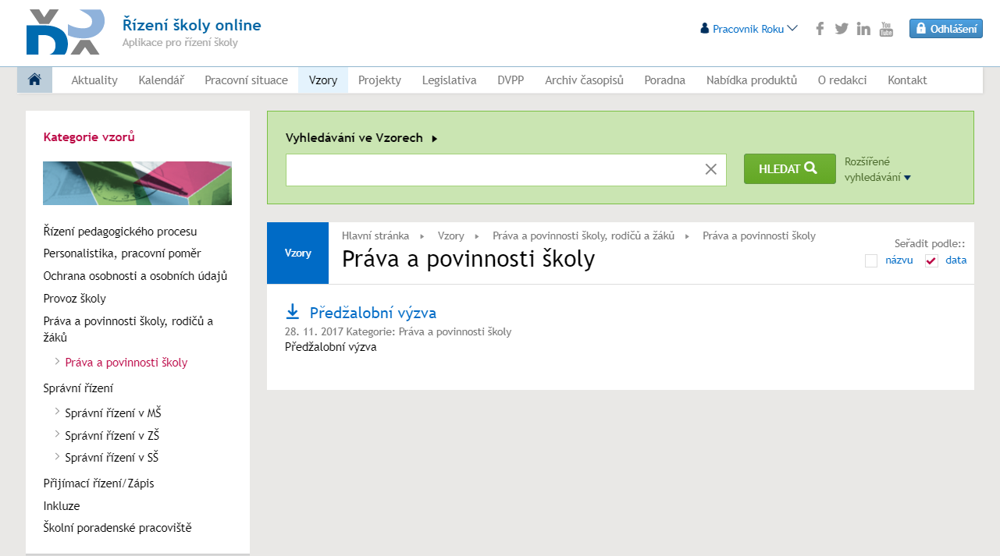 Řízení školy online
Aplikace pro řízení školy
Pracovnik Roku
You
Tube
Odhlášení
Aktuality
Kalendář
Pracovní situace
Vzory
Projekty
Legislativa
DVPP
Archiv časopisů
Poradna
Nabídka produktů
O redakci
Kontakt
Kategorie vzorů
Řízení pedagogického procesu
Personalistika, pracovní poměr
Ochrana osobnosti a osobních údajů
Provoz školy
Práva a povinnosti školy, rodičů a
žáků
Práva a povinnosti školy
Správní řízení
Správní řízení v MŠ
Správní řízení v ZŠ
Správní řízení v SŠ
Přijímací řízení/Zápis
Inkluze
Školní poradenské pracoviště
Vyhledávání ve Vzorech
HLEDAT
Rozšířené
vyhledávání
Vzory
Hlavní stránka
Vzory
Práva a povinnosti školy, rodičů a žáků
Práva a povinnosti školy
Práva a povinnosti školy
Seřadit podle::
názvu
data
Předžalobní výzva
28. 11. 2017 Kategorie: Práva a povinnosti školy
Předžalobní výzva